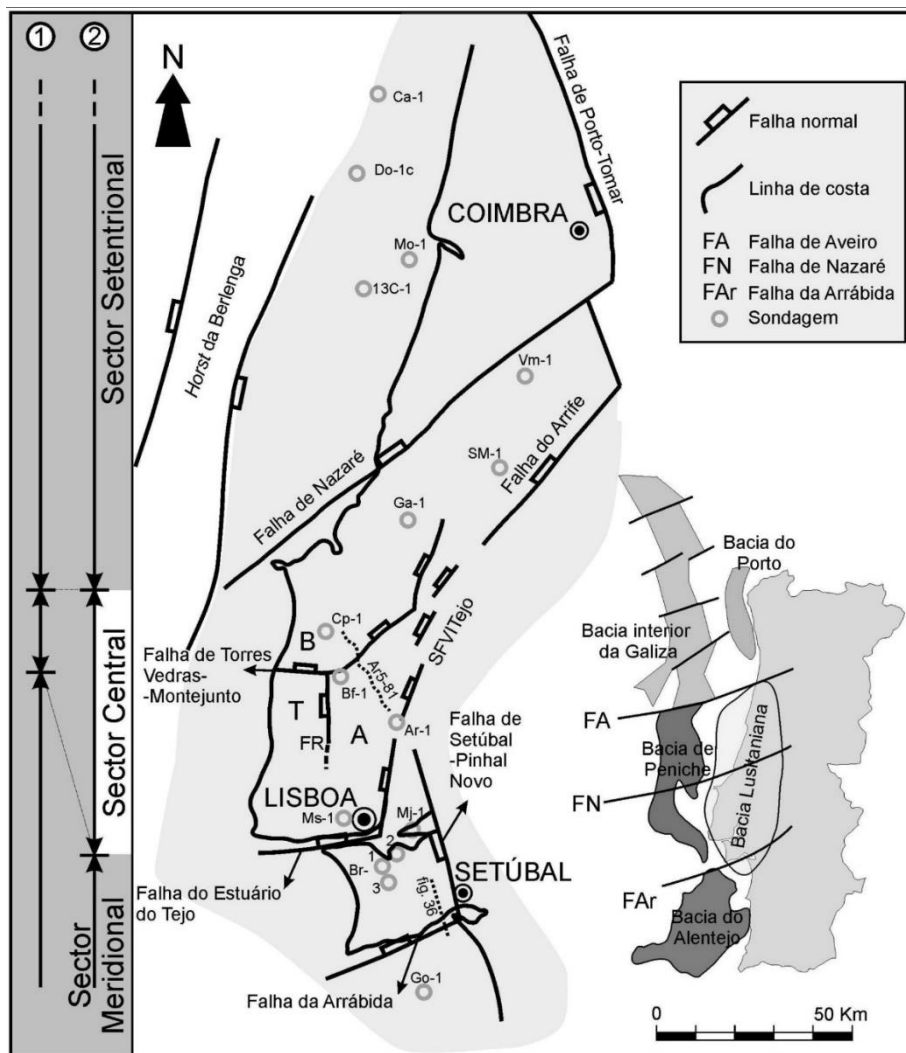 1
2
Sector Setentrional
Sector Central
Sector
Meridional
N
Ca-1
Do-1c
Mo-1
13C-1
COIMBRA
Falha de Porto-Tomar
Horst da Berlenga
Vm-1
SM-1
Falha do Arrife
Falha de Nazaré
Ga-1
Cp-1
B
Falha de Torres
Vedras-
-Montejunto
Bf-1
Ar5-81
SFVITejo
T
A
FR
Ar-1
Falha de
Setúbal
-Pinhal
Novo
LISBOA
Ms-1
Mj-1
2
1
Br-
3
fig. 36
SETÚBAL
Falha do Estuário
do Tejo
Falha da Arrábida
Go-1
Falha normal
Linha de costa
FA Falha de Aveiro
FN Falha de Nazaré
FAr Falha da Arrábida
Sondagem
Bacia do
Porto
Bacia interior
da Galiza
FA
Bacia de
Peniche
Bacia Lusitaniana
FN
FAr
Bacia do
Alentejo
0 50 Km